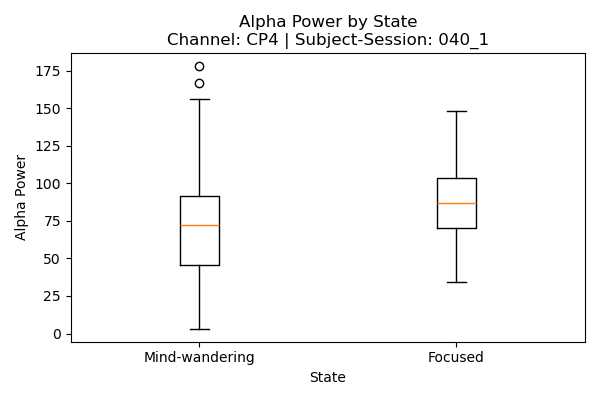 Alpha Power by State
Channel: CP4 | Subject-Session: 040_1
175
150
125
100
75
50
25
0
Alpha Power
Mind-wandering
Focused
State